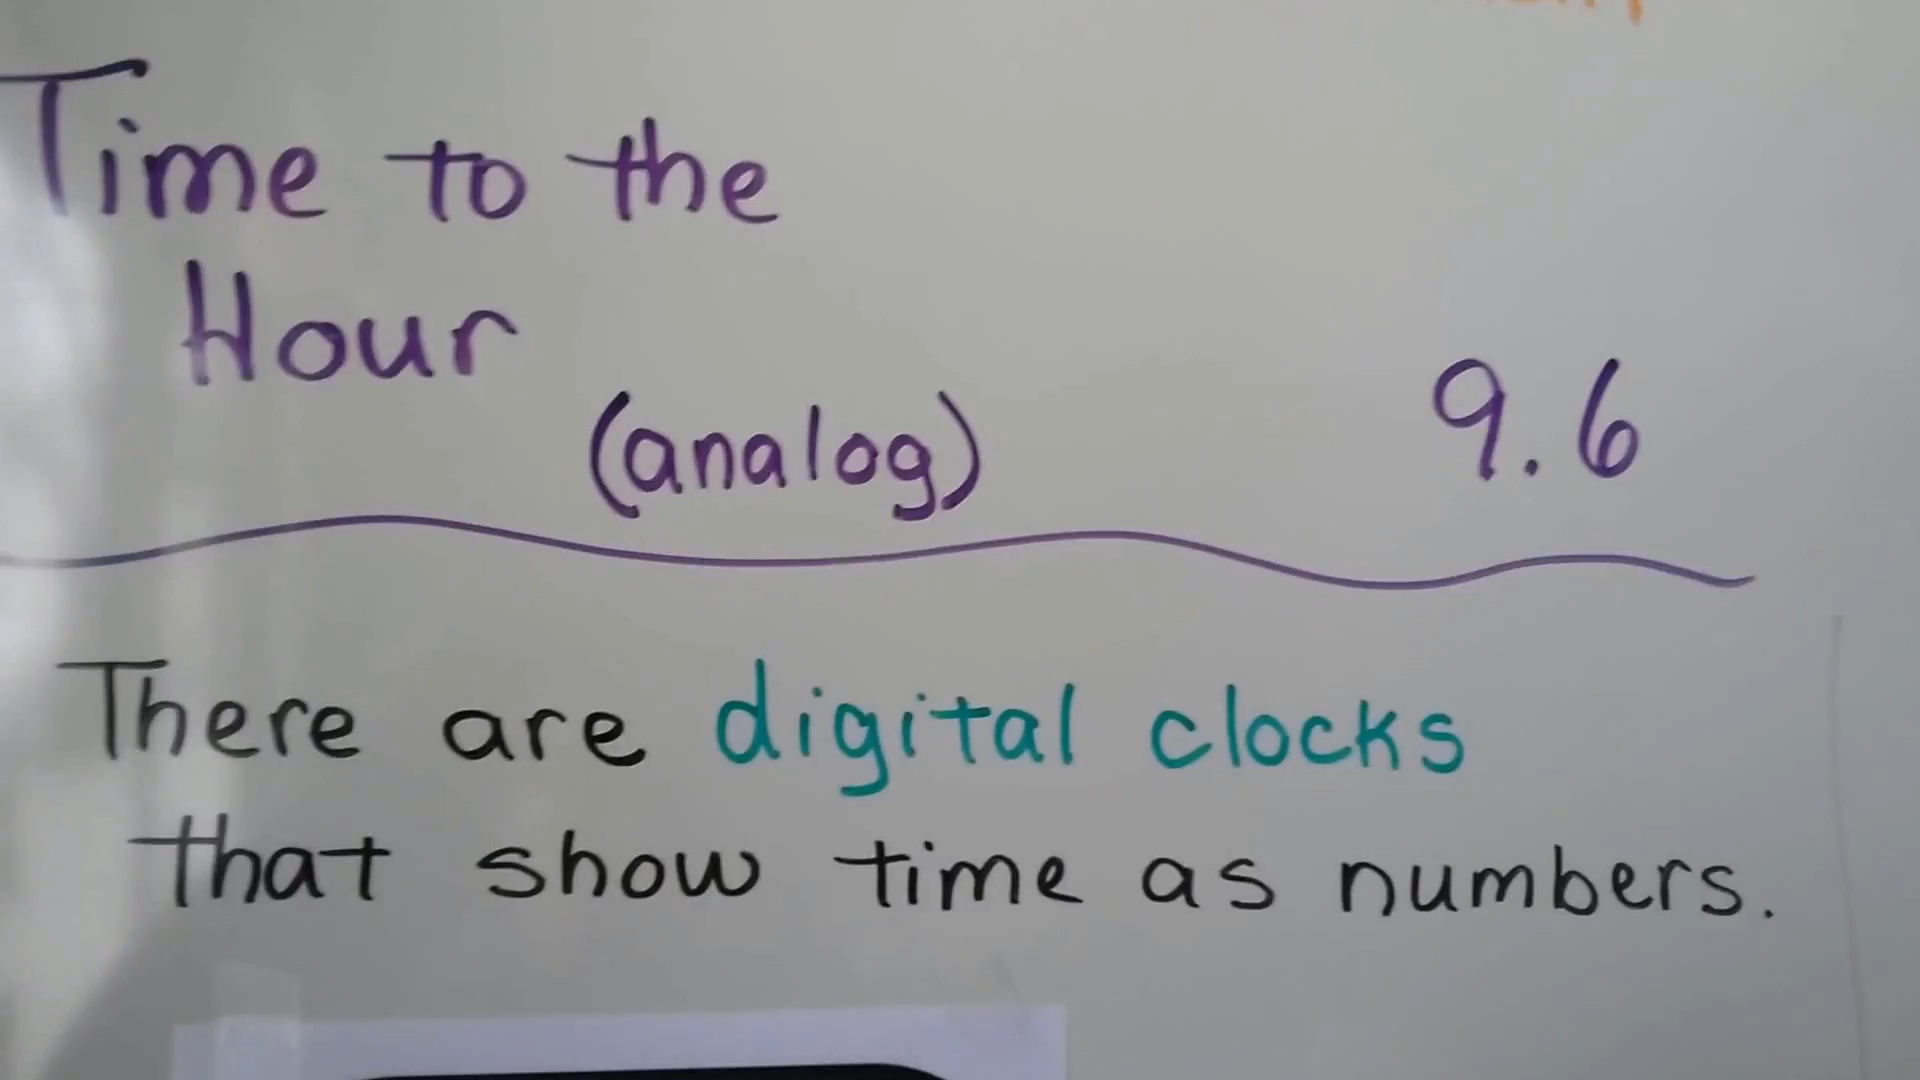 Time to the
Hour
(analog) 9.6
There are digital clocks
that show time as numbers.